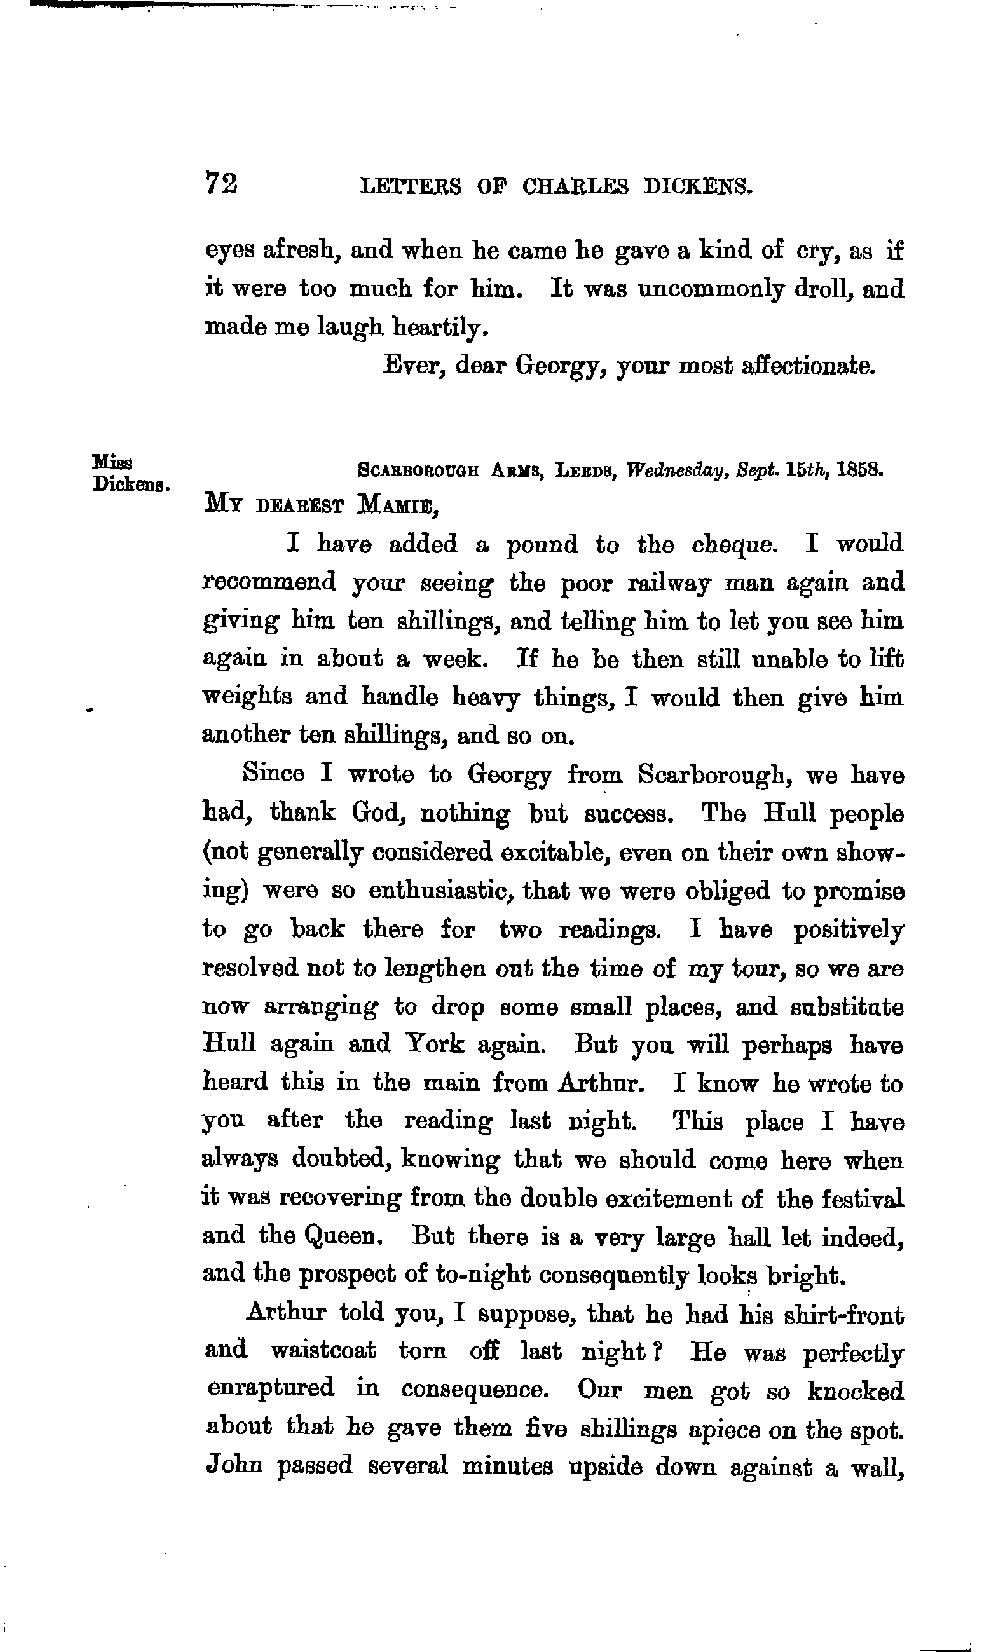 72 LETTERS OF CHARLES DICKENS.
eyes afresh, and when he came he gave a kind of cry, as if
it were too much for him. It was uncommonly droll, and
made me laugh heartily.
Ever, dear Georgy, your most affectionate.
Miss
Dickens.
SCARBOROUGH ARMS, LEEDS, Wednesday, Sept. 15th, 1858.
MY DEAREST MAMIE,
I have added a pound to the cheque. I would
recommend your seeing the poor railway man again and
giving him ten shillings, and telling him to let you see him
again in about a week. If he be then still unable to lift
weights and handle heavy things, I would then give him
another ten shillings, and so on.
Since I wrote to Georgy from Scarborough, we have
had, thank God, nothing but success. The Hull people
(not generally considered excitable, even on their own show-
ing) were so enthusiastic, that we were obliged to promise
to go back there for two readings. I have positively
resolved not to lengthen out the time of my tour, so we are
now arranging to drop some small places, and substitute
Hull again and York again. But you will perhaps have
heard this in the main from Arthur. I know he wrote to
you after the reading last night. This place I have
always doubted, knowing that we should come here when
it was recovering from the double excitement of the festival
and the Queen. But there is a very large hall let indeed,
and the prospect of to-night consequently looks bright.
Arthur told you, I suppose, that he had his shirt-front
and waistcoat torn off last night? He was perfectly
enraptured in consequence. Our men got so knocked
about that he gave them five shillings apiece on the spot.
John passed several minutes upside down against a wall,